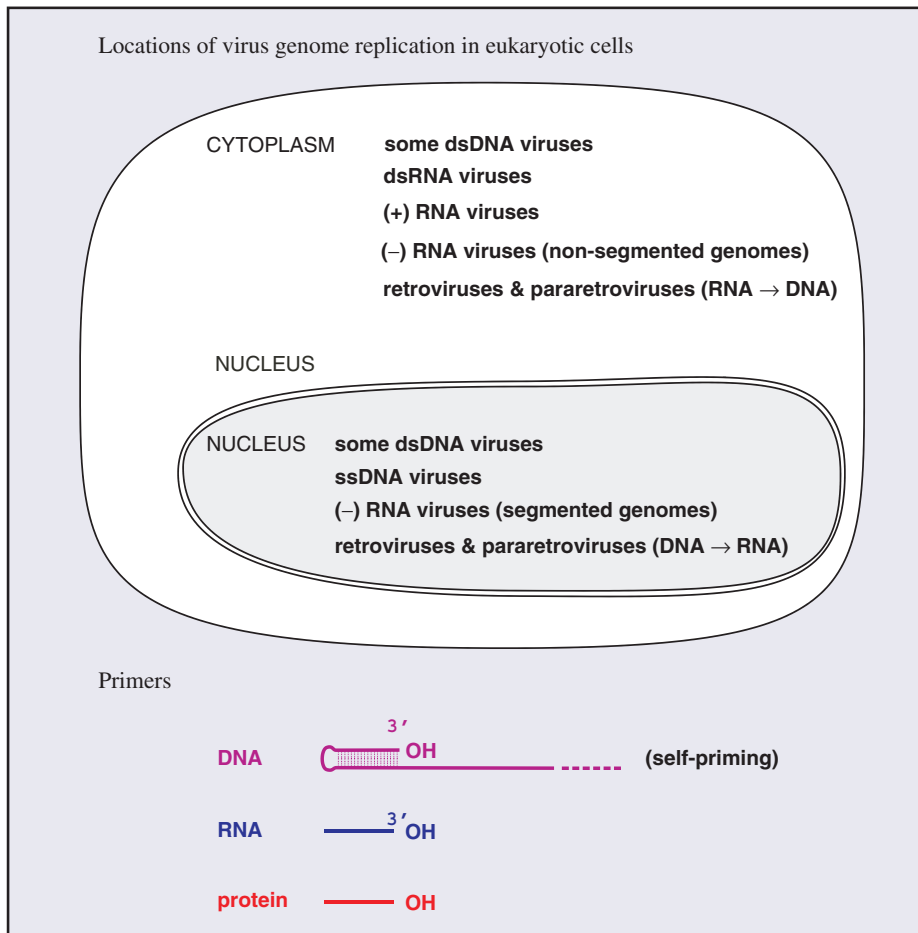 Locations of virus genome replication in eukaryotic cells
CYTOPLASM some dsDNA viruses
dsRNA viruses
(+) RNA viruses
(–) RNA viruses (non-segmented genomes)
retroviruses & pararetroviruses (RNA → DNA)
NUCLEUS
NUCLEUS some dsDNA viruses
ssDNA viruses
(–) RNA viruses (segmented genomes)
retroviruses & pararetroviruses (DNA → RNA)
Primers
3′
DNA OH (self-priming)
RNA 3′OH
protein OH